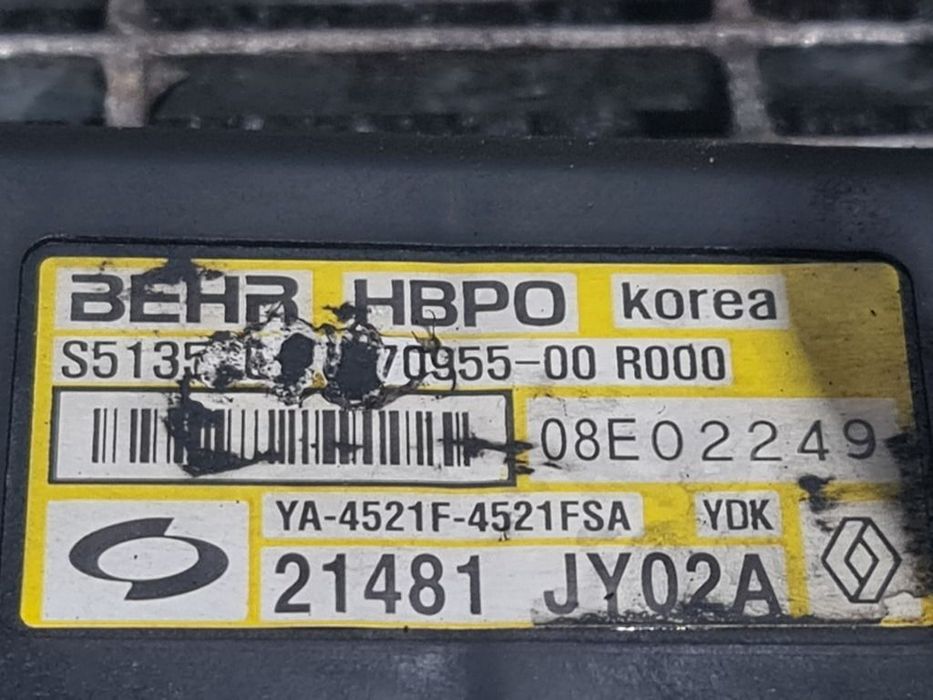 BEHR HBPO korea
70955-00 R000
08E02249
YA-4521F-4521FSA YDK
21481 JY02A